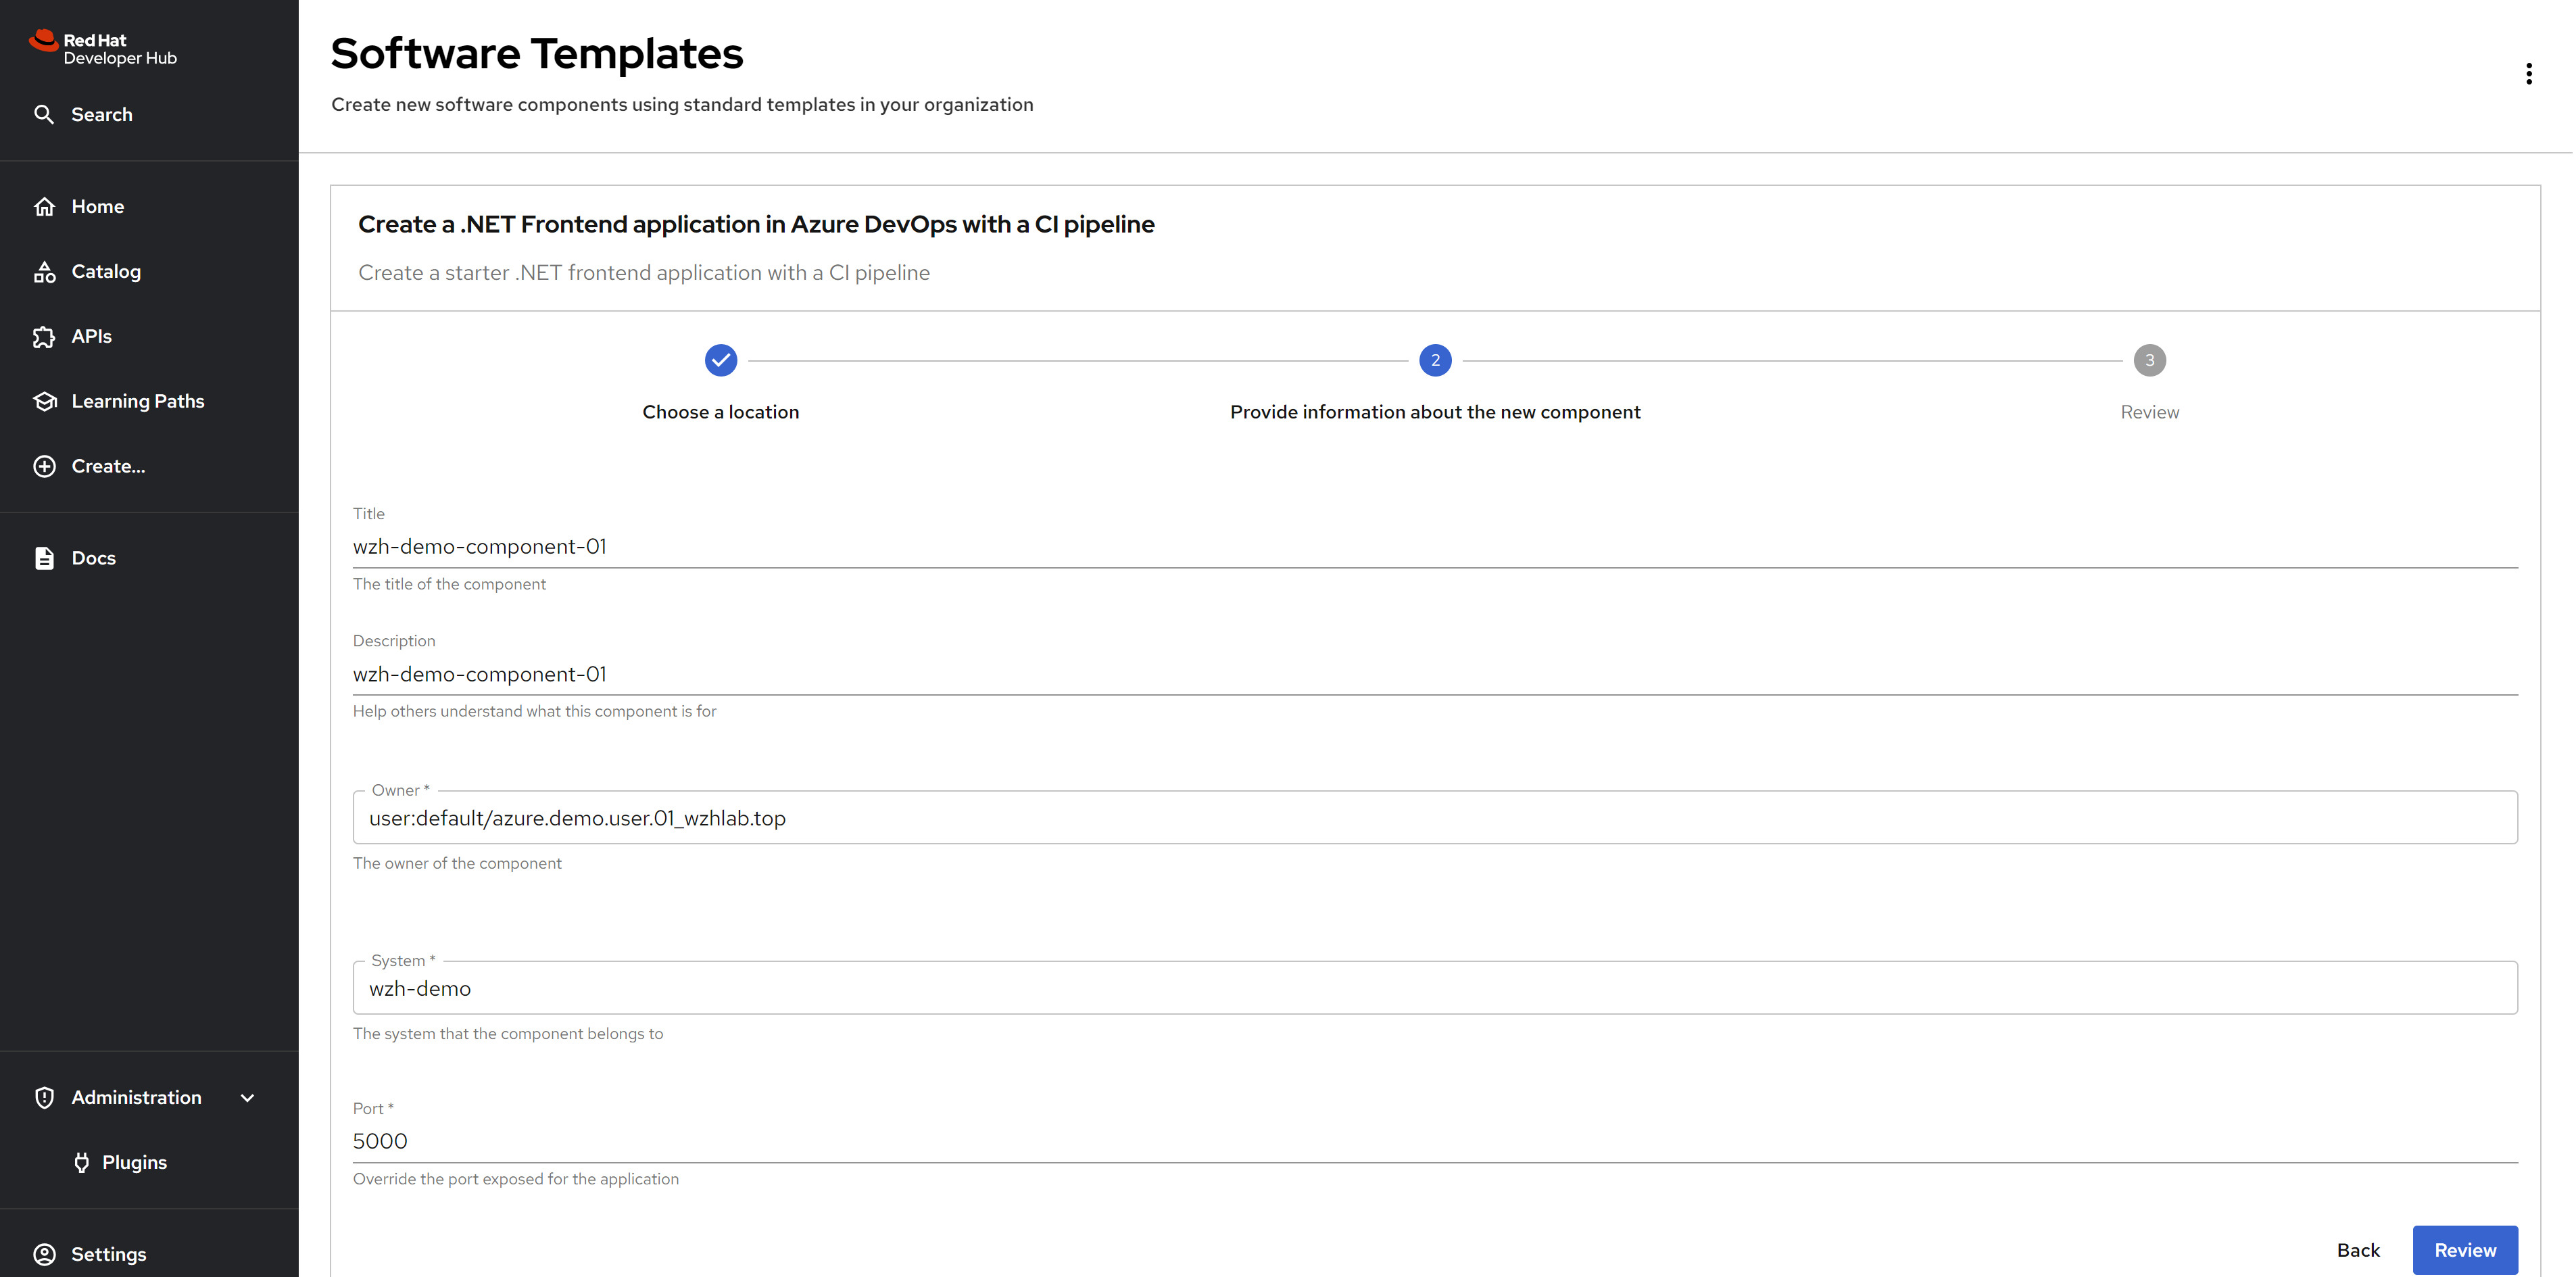 Red Hat
Developer Hub
Search
Home
Catalog
APIs
Learning Paths
Create...
Docs
Administration
Plugins
Settings
Software Templates
Create new software components using standard templates in your organization
Create a .NET Frontend application in Azure DevOps with a CI pipeline
Create a starter .NET frontend application with a CI pipeline
2
3
Choose a location
Provide information about the new component
Review
Title
wzh-demo-component-01
The title of the component
Description
wzh-demo-component-01
Help others understand what this component is for
Owner *
user:default/azure.demo.user.01_wzhlab.top
The owner of the component
System *
wzh-demo
The system that the component belongs to
Port *
5000
Override the port exposed for the application
Back
Review